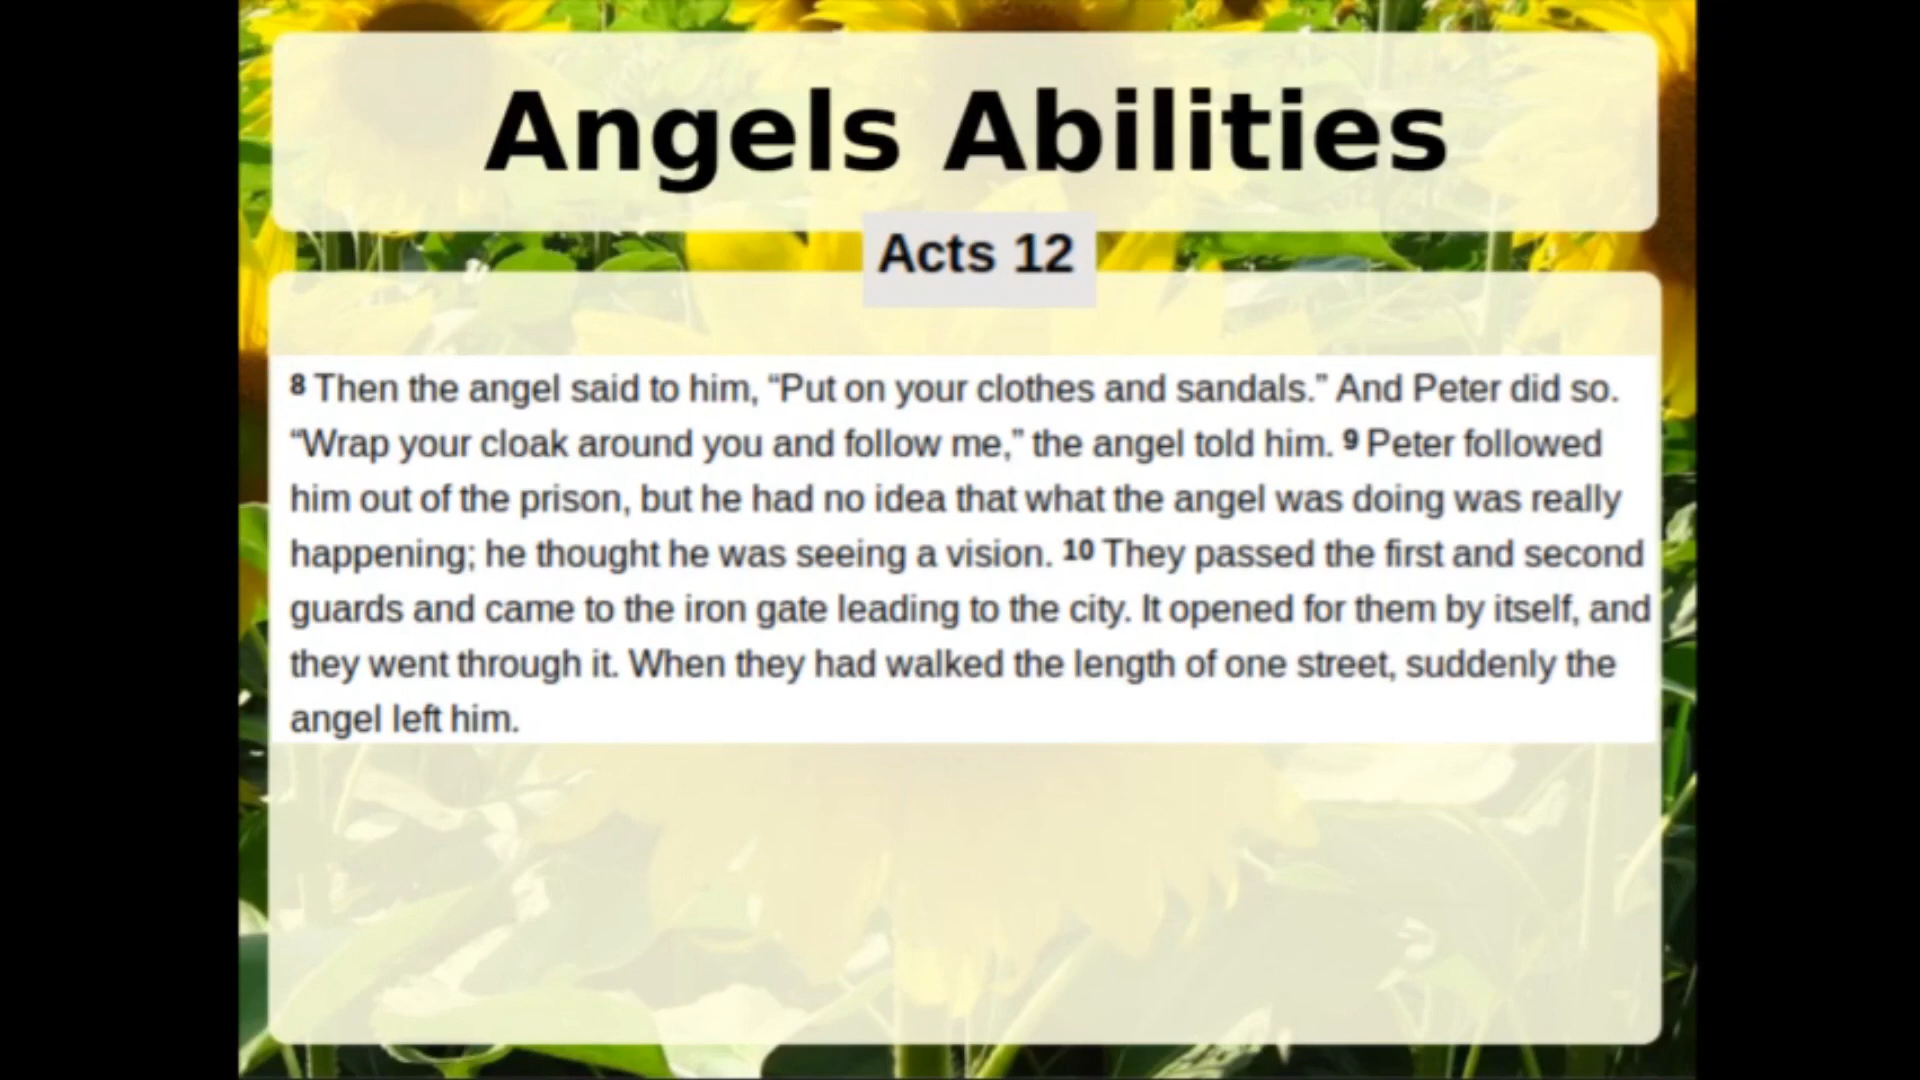 Angels Abilities
Acts 12
8 Then the angel said to him, “Put on your clothes and sandals.” And Peter did so.
“Wrap your cloak around you and follow me,” the angel told him. 9 Peter followed
him out of the prison, but he had no idea that what the angel was doing was really
happening; he thought he was seeing a vision. 10 They passed the first and second
guards and came to the iron gate leading to the city. It opened for them by itself, and
they went through it. When they had walked the length of one street, suddenly the
angel left him.